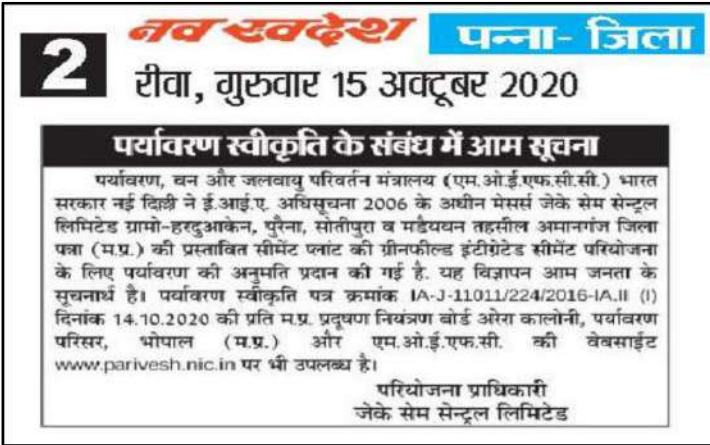 नव स्वदेश पन्ना- जिला
2
रीवा, गुरुवार 15 अक्टूबर 2020
पर्यावरण स्वीकृति के संबंध में आम सूचना
पर्यावरण, वन और जलवायु परिवर्तन मंत्रालय (एम.ओ.ई.एफ.सी.सी.) भारत
सरकार नई दिल्ली ने ई.आई.ए. अधिसूचना 2006 के अधीन मेसर्स जेके सेम सेन्ट्रल
लिमिटेड ग्रामो-हरदुआकेन, पुरैना, सोतीपुरा व मडैययन तहसील अमानगंज जिला
पन्ना (म.प्र.) की प्रस्तावित सीमेंट प्लांट की ग्रीनफील्ड इंटीग्रेटेड सीमेंट परियोजना
के लिए पर्यावरण की अनुमति प्रदान की गई है. यह विज्ञापन आम जनता के
सूचनार्थ है। पर्यावरण स्वीकृति पत्र क्रमांक IA-J-11011/224/2016-IA.II (I)
दिनांक 14.10.2020 की प्रति म.प्र. प्रदूषण नियंत्रण बोर्ड अरेरा कालोनी, पर्यावरण
परिसर, भोपाल (म.प्र.) और एम.ओ.ई.एफ.सी. की वेबसाईट
www.parivesh.nic.in पर भी उपलब्ध है।
परियोजना प्राधिकारी
जेके सेम सेन्ट्रल लिमिटेड